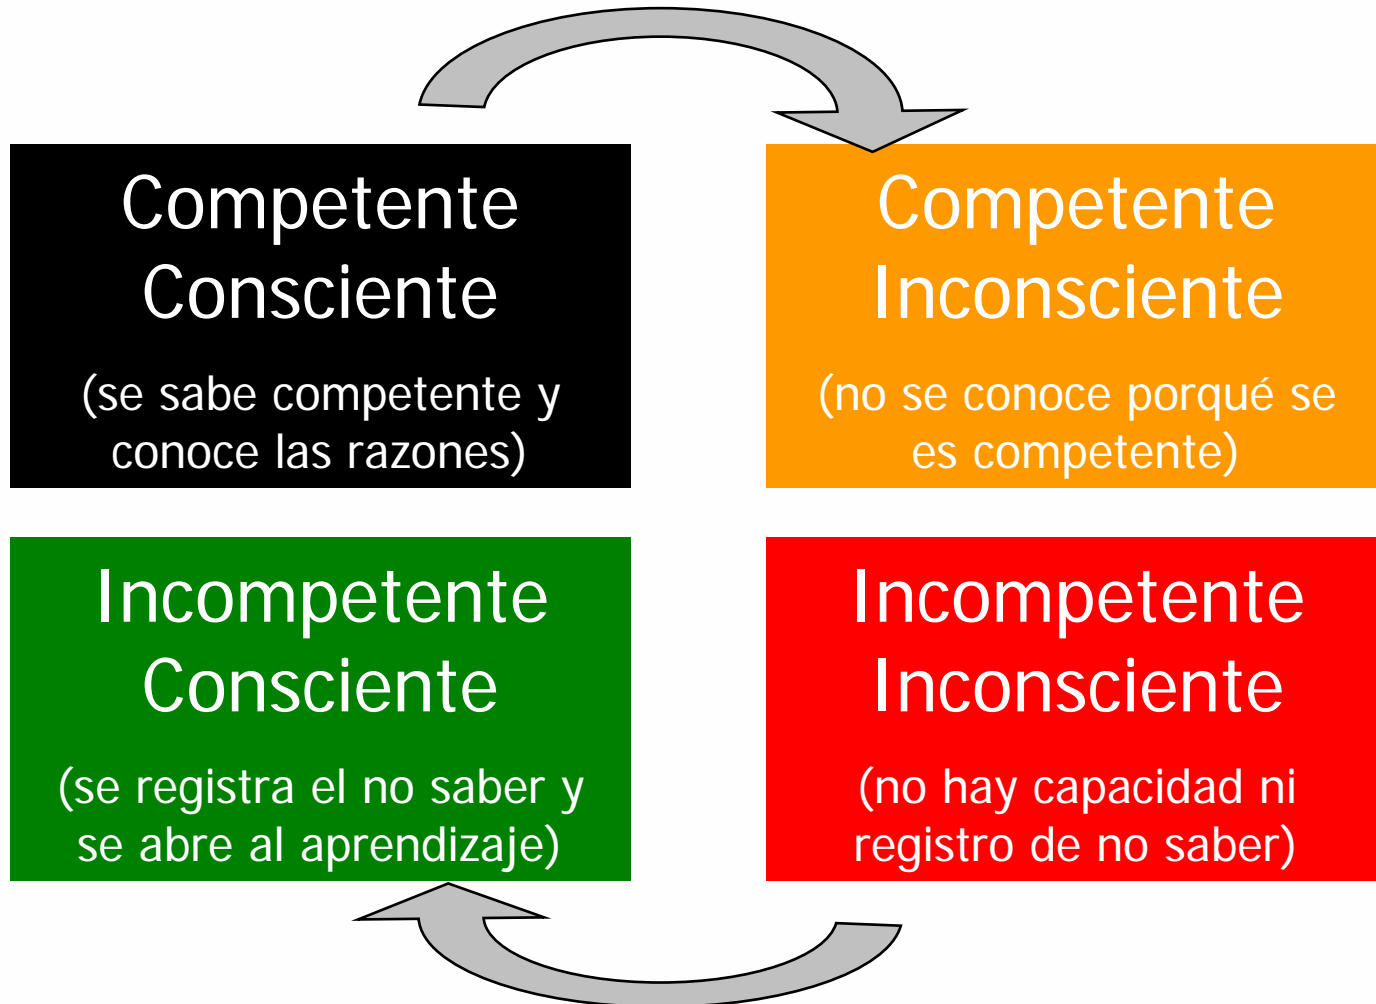 Competente
Consciente
(se sabe competente y
conoce las razones)
Competente
Inconsciente
(no se conoce porqué se
es competente)
Incompetente
Consciente
(se registra el no saber y
se abre al aprendizaje)
Incompetente
Inconsciente
(no hay capacidad ni
registro de no saber)